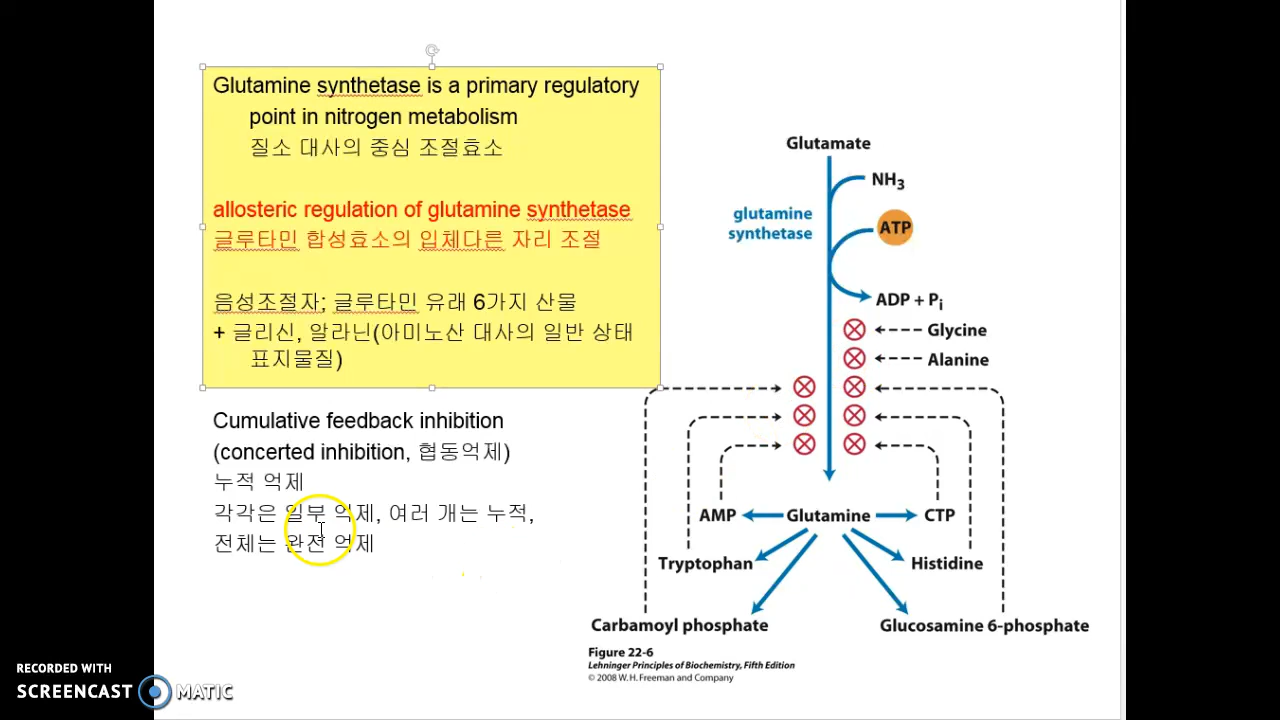 Glutamine synthetase is a primary regulatory
point in nitrogen metabolism
질소 대사의 중심 조절효소
allosteric regulation of glutamine synthetase
글루타민 합성효소의 입체다른 자리 조절
음성조절자; 글루타민 유래 6가지 산물
+ 글리신, 알라닌(아미노산 대사의 일반 상태
표지물질)
Cumulative feedback inhibition
(concerted inhibition, 협동억제)
누적 억제
각각은 일부 억제, 여러 개는 누적,
전체는 완전 억제
Glutamate
NH3
glutamine
synthetase
ATP
ADP + Pi
Glycine
Alanine
AMP
Glutamine
CTP
Tryptophan
Histidine
Carbamoyl phosphate
Glucosamine 6-phosphate
Figure 22-6
Lehninger Principles of Biochemistry, Fifth Edition
© 2008 W. H. Freeman and Company
RECORDED WITH
SCREENCAST MATIC